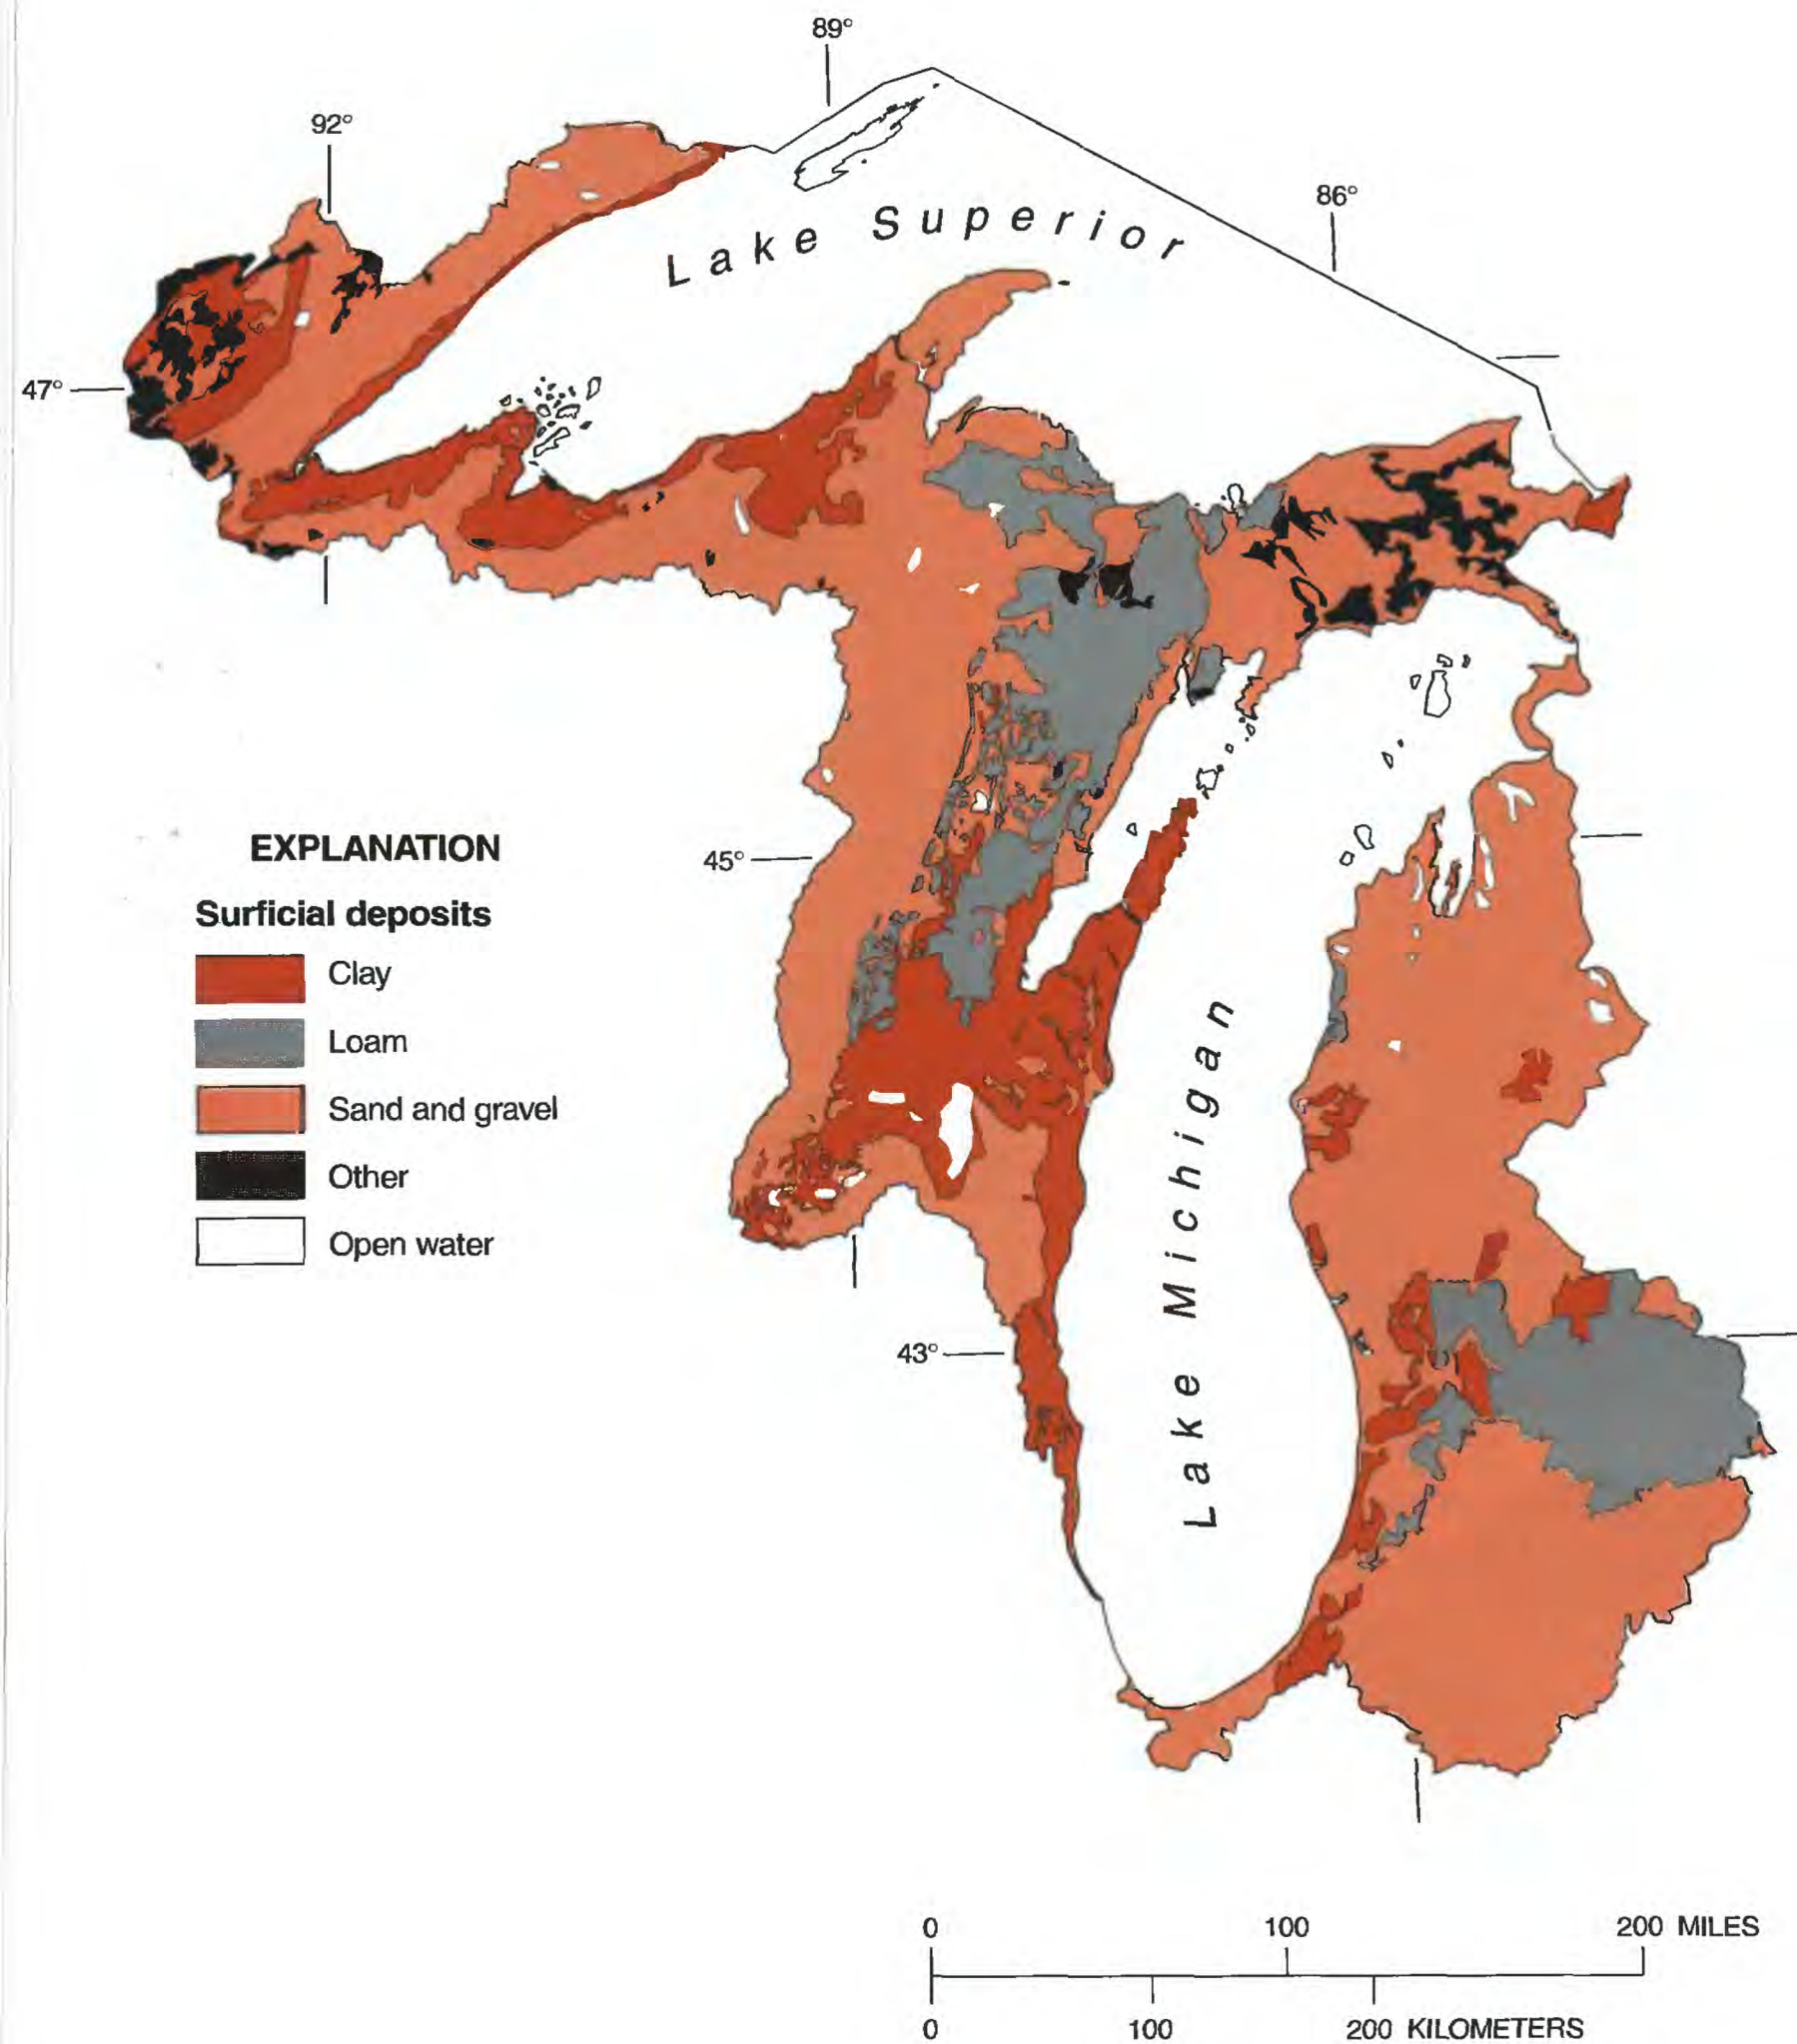 89°
92°
86°
Lake Superior
47°
EXPLANATION
Surficial deposits
Clay
Loam
Sand and gravel
Other
Open water
45°
Lake Michigan
43°
0 100 200 MILES
0 100 200 KILOMETERS